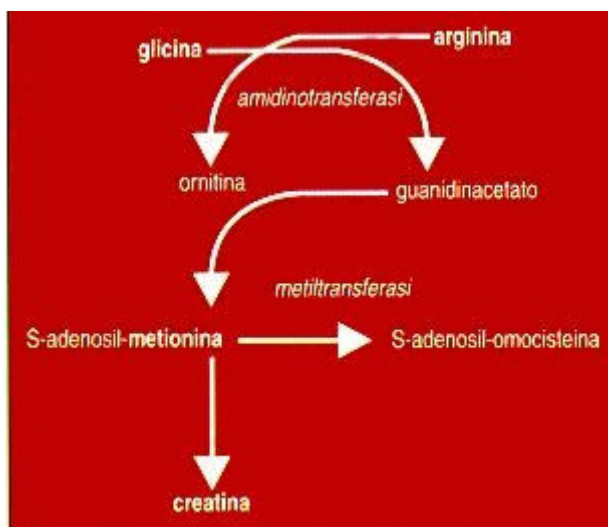 arginina
glicina
amidinotransferasi
ornitina
guanidinacetato
metiltransferasi
S-adenosil-metionina
S-adenosil-omocisteina
creatina